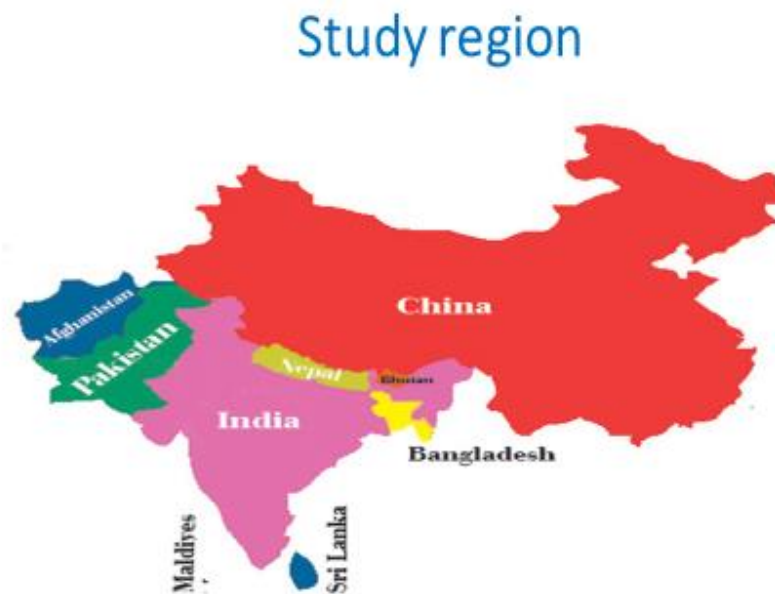 Study region
China
Afghanistan
Pakistan
Nepal
Bhutan
India
Bangladesh
Maldives
Sri Lanka